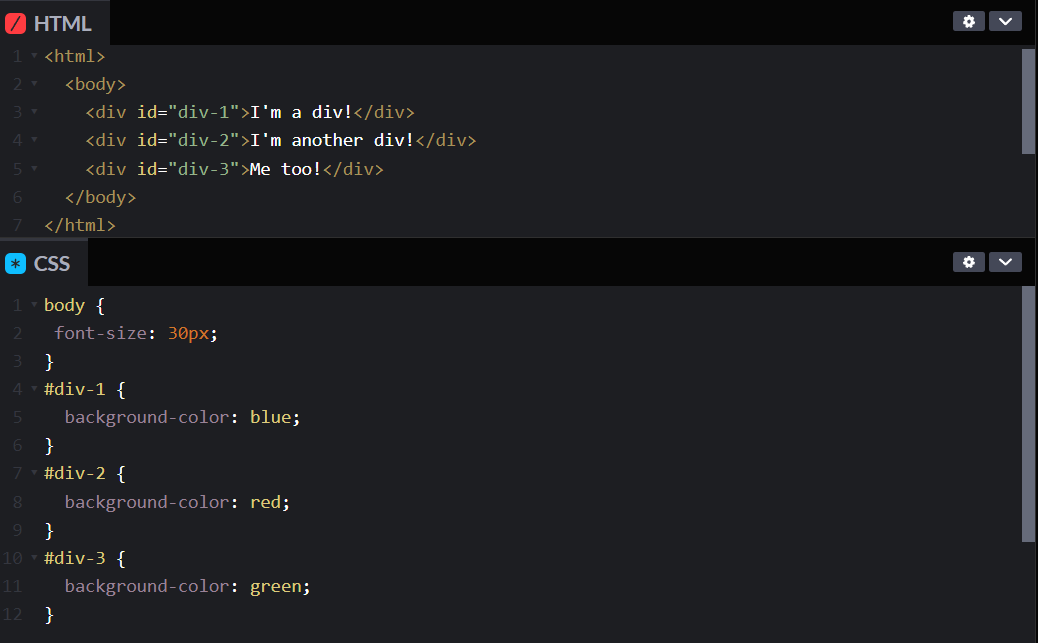 HTML
1 <html>
2 <body>
3 <div id="div-1">I'm a div!</div>
4 <div id="div-2">I'm another div!</div>
5 <div id="div-3">Me too!</div>
6 </body>
7 </html>
CSS
1 body {
2 font-size: 30px;
3 }
4 #div-1 {
5 background-color: blue;
6 }
7 #div-2 {
8 background-color: red;
9 }
10 #div-3 {
11 background-color: green;
12 }